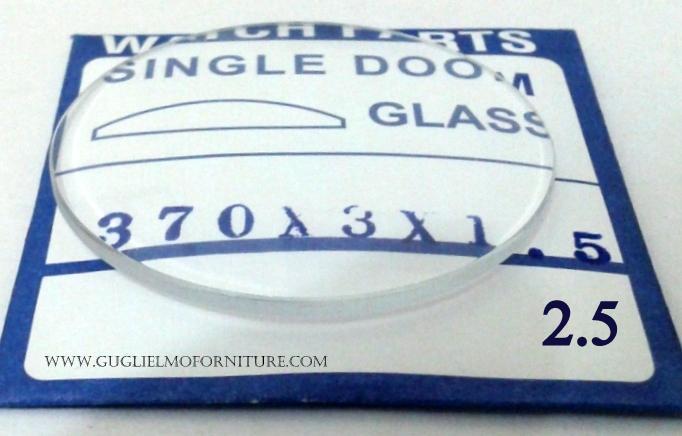 WATCH PARTS
SINGLE DOOM
GLASS
370X3X1.5
2.5
WWW.GUGLIELMOFORNITURE.COM